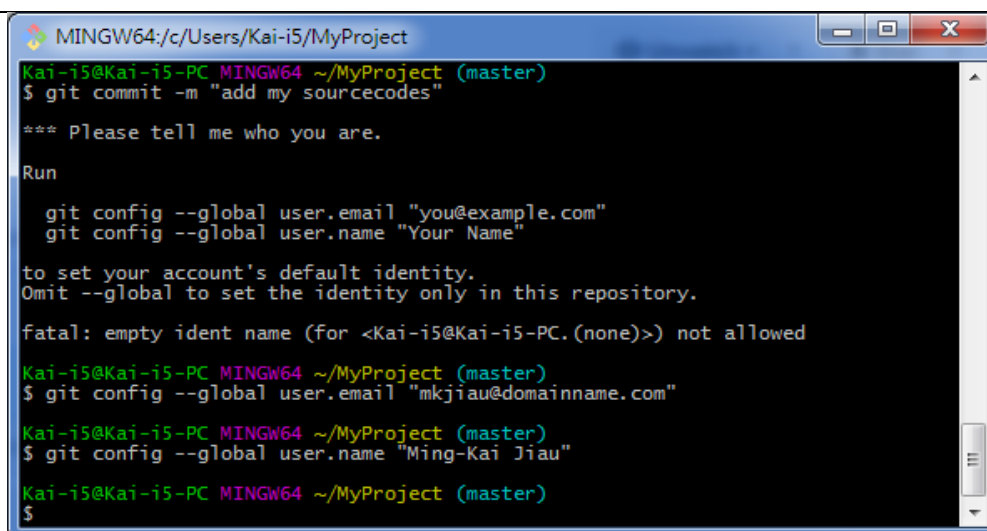 MINGW64:/c/Users/Kai-i5/MyProject
Kai-i5@Kai-i5-PC MINGW64 ~/MyProject (master)
$ git commit -m "add my sourcecodes"
*** Please tell me who you are.
Run
git config --global user.email "you@example.com"
git config --global user.name "Your Name"
to set your account's default identity.
Omit --global to set the identity only in this repository.
fatal: empty ident name (for <Kai-i5@Kai-i5-PC.(none)>) not allowed
Kai-i5@Kai-i5-PC MINGW64 ~/MyProject (master)
$ git config --global user.email "mkjiau@domainname.com"
Kai-i5@Kai-i5-PC MINGW64 ~/MyProject (master)
$ git config --global user.name "Ming-Kai Jiau"
Kai-i5@Kai-i5-PC MINGW64 ~/MyProject (master)
$